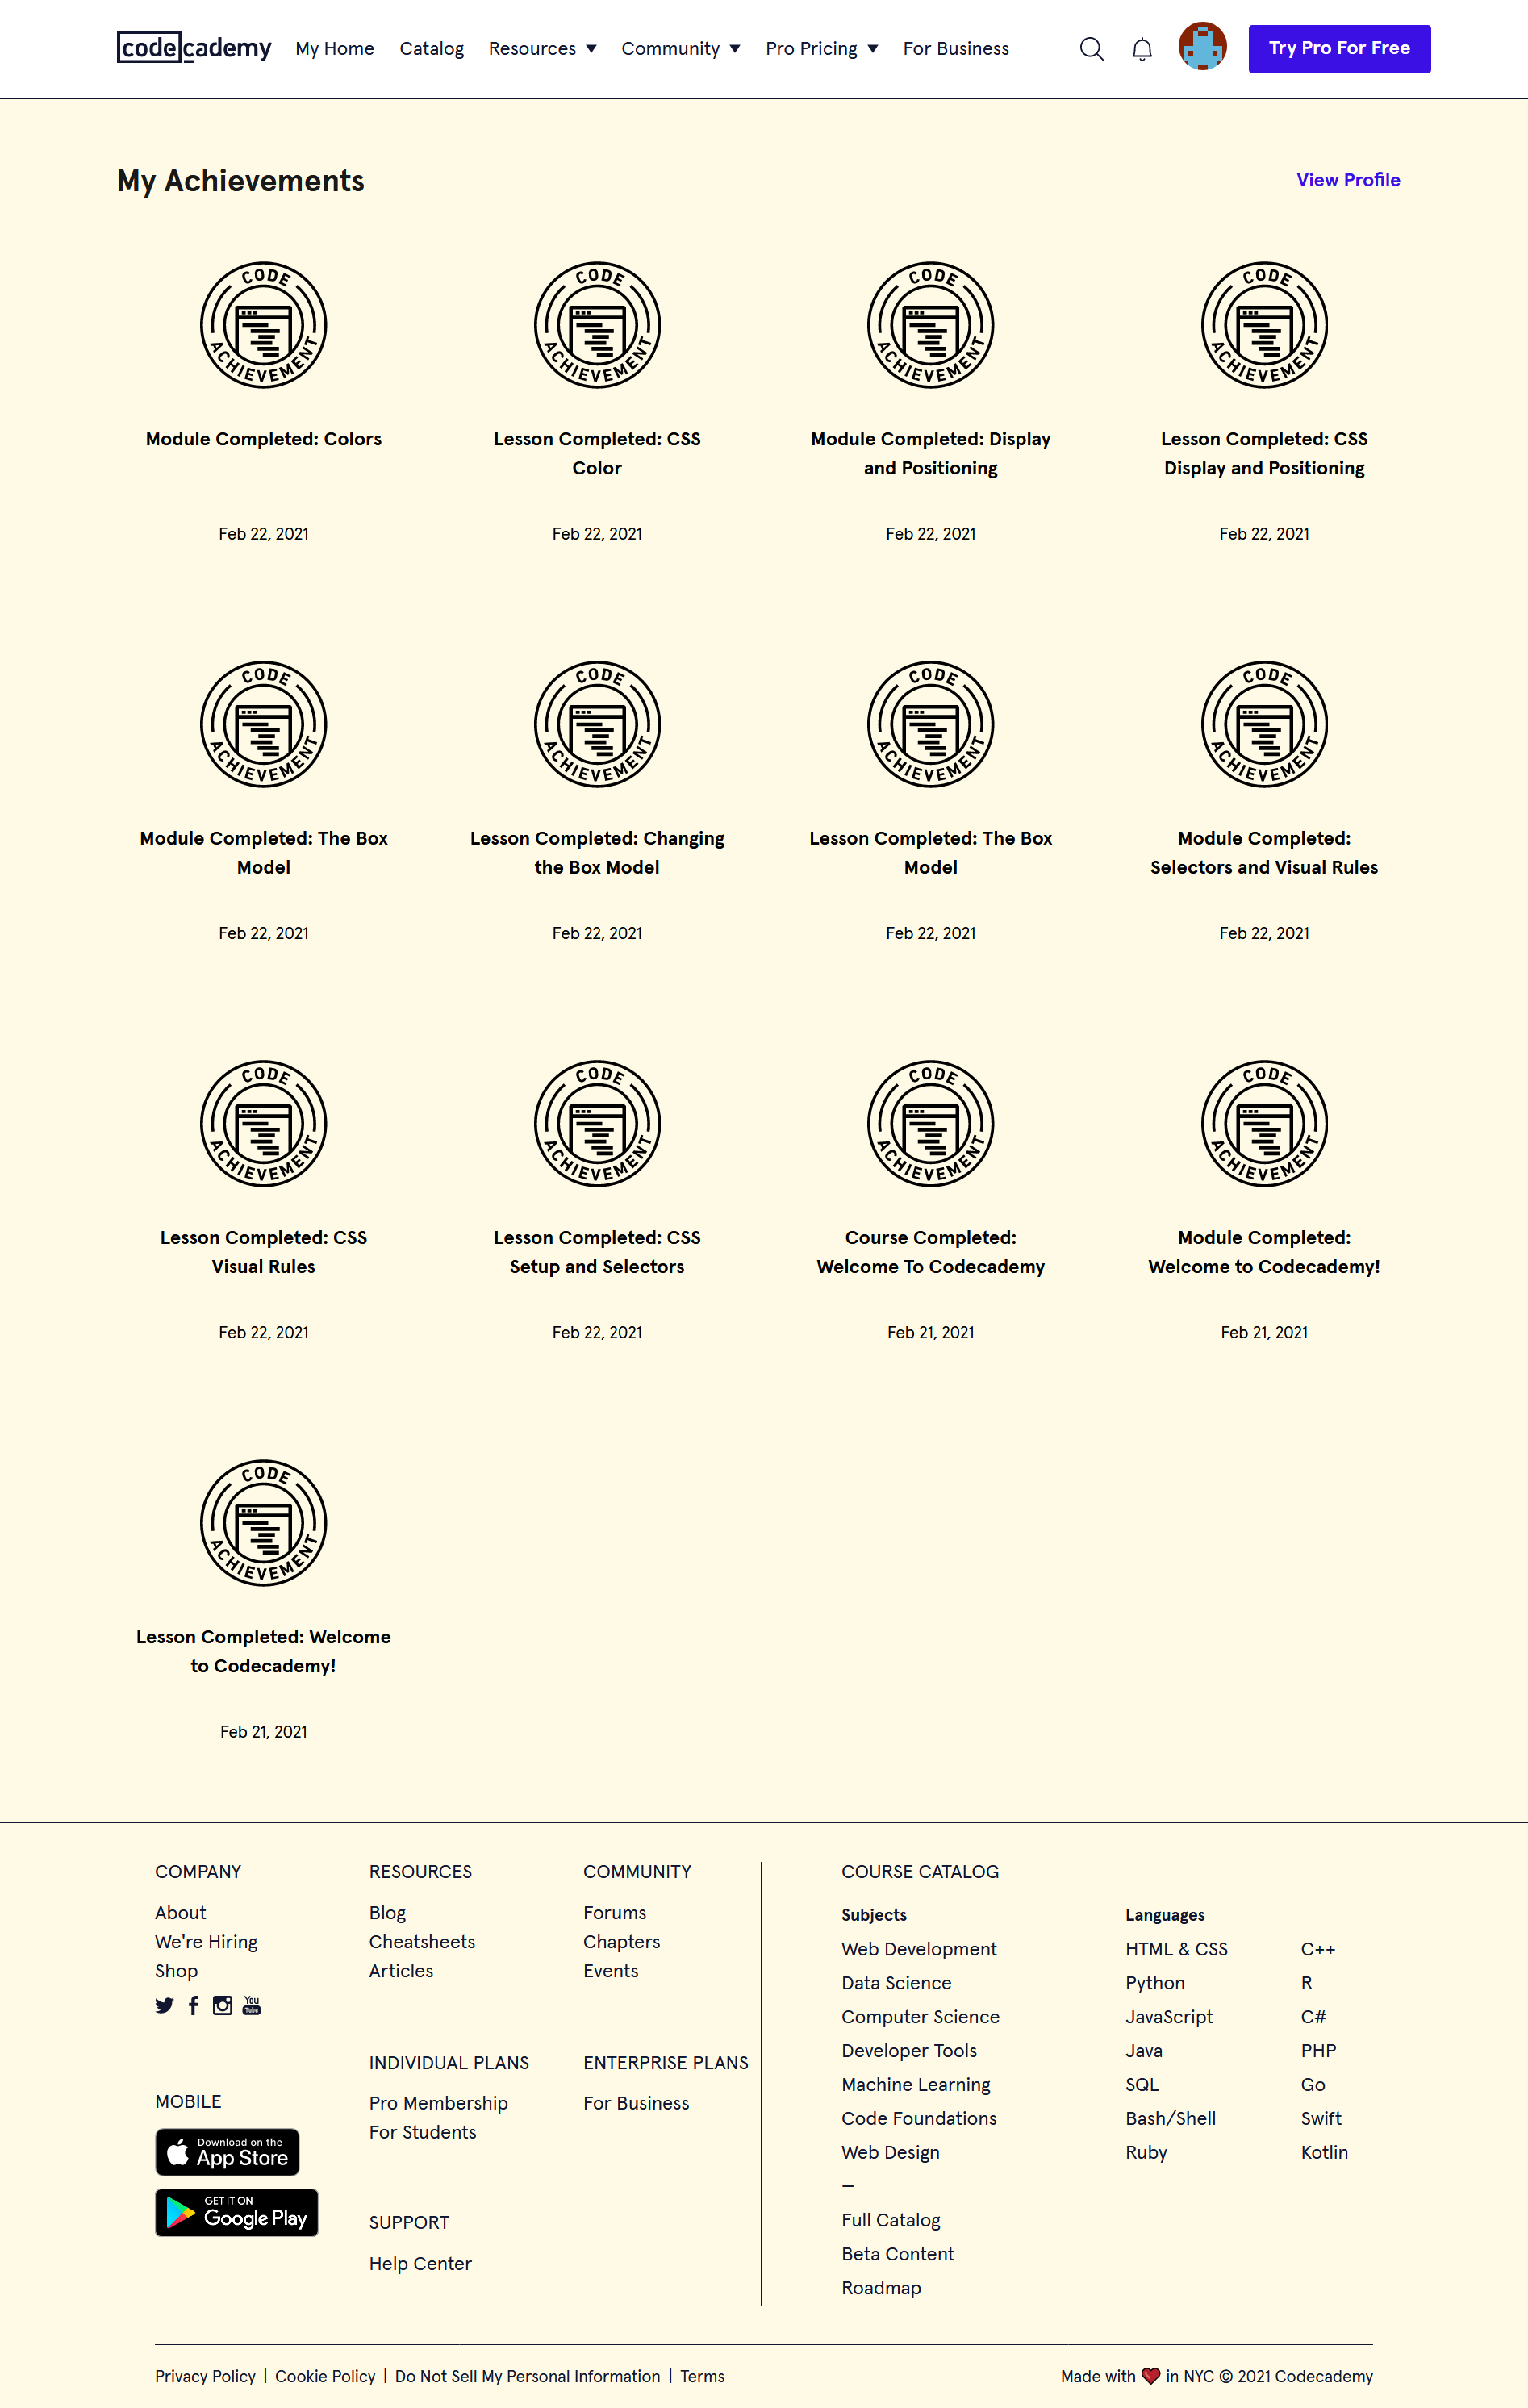 codecademy My Home Catalog Resources Community Pro Pricing For Business Try Pro For Free
My Achievements View Profile
CODE ACHIEVEMENT
Module Completed: Colors
Feb 22, 2021
CODE ACHIEVEMENT
Lesson Completed: CSS
Color
Feb 22, 2021
CODE ACHIEVEMENT
Module Completed: Display
and Positioning
Feb 22, 2021
CODE ACHIEVEMENT
Lesson Completed: CSS
Display and Positioning
Feb 22, 2021
CODE ACHIEVEMENT
Module Completed: The Box
Model
Feb 22, 2021
CODE ACHIEVEMENT
Lesson Completed: Changing
the Box Model
Feb 22, 2021
CODE ACHIEVEMENT
Lesson Completed: The Box
Model
Feb 22, 2021
CODE ACHIEVEMENT
Module Completed:
Selectors and Visual Rules
Feb 22, 2021
CODE ACHIEVEMENT
Lesson Completed: CSS
Visual Rules
Feb 22, 2021
CODE ACHIEVEMENT
Lesson Completed: CSS
Setup and Selectors
Feb 22, 2021
CODE ACHIEVEMENT
Course Completed:
Welcome To Codecademy
Feb 21, 2021
CODE ACHIEVEMENT
Module Completed:
Welcome to Codecademy!
Feb 21, 2021
CODE ACHIEVEMENT
Lesson Completed: Welcome
to Codecademy!
Feb 21, 2021
COMPANY
About
We're Hiring
Shop
You Tube
MOBILE
Download on the
App Store
GET IT ON
Google Play
RESOURCES
Blog
Cheatsheets
Articles
INDIVIDUAL PLANS
Pro Membership
For Students
SUPPORT
Help Center
COMMUNITY
Forums
Chapters
Events
ENTERPRISE PLANS
For Business
COURSE CATALOG
Subjects
Web Development
Data Science
Computer Science
Developer Tools
Machine Learning
Code Foundations
Web Design
—
Full Catalog
Beta Content
Roadmap
Languages
HTML & CSS
Python
JavaScript
Java
SQL
Bash/Shell
Ruby
C++
R
C#
PHP
Go
Swift
Kotlin
Privacy Policy | Cookie Policy | Do Not Sell My Personal Information | Terms
Made with ❤ in NYC © 2021 Codecademy